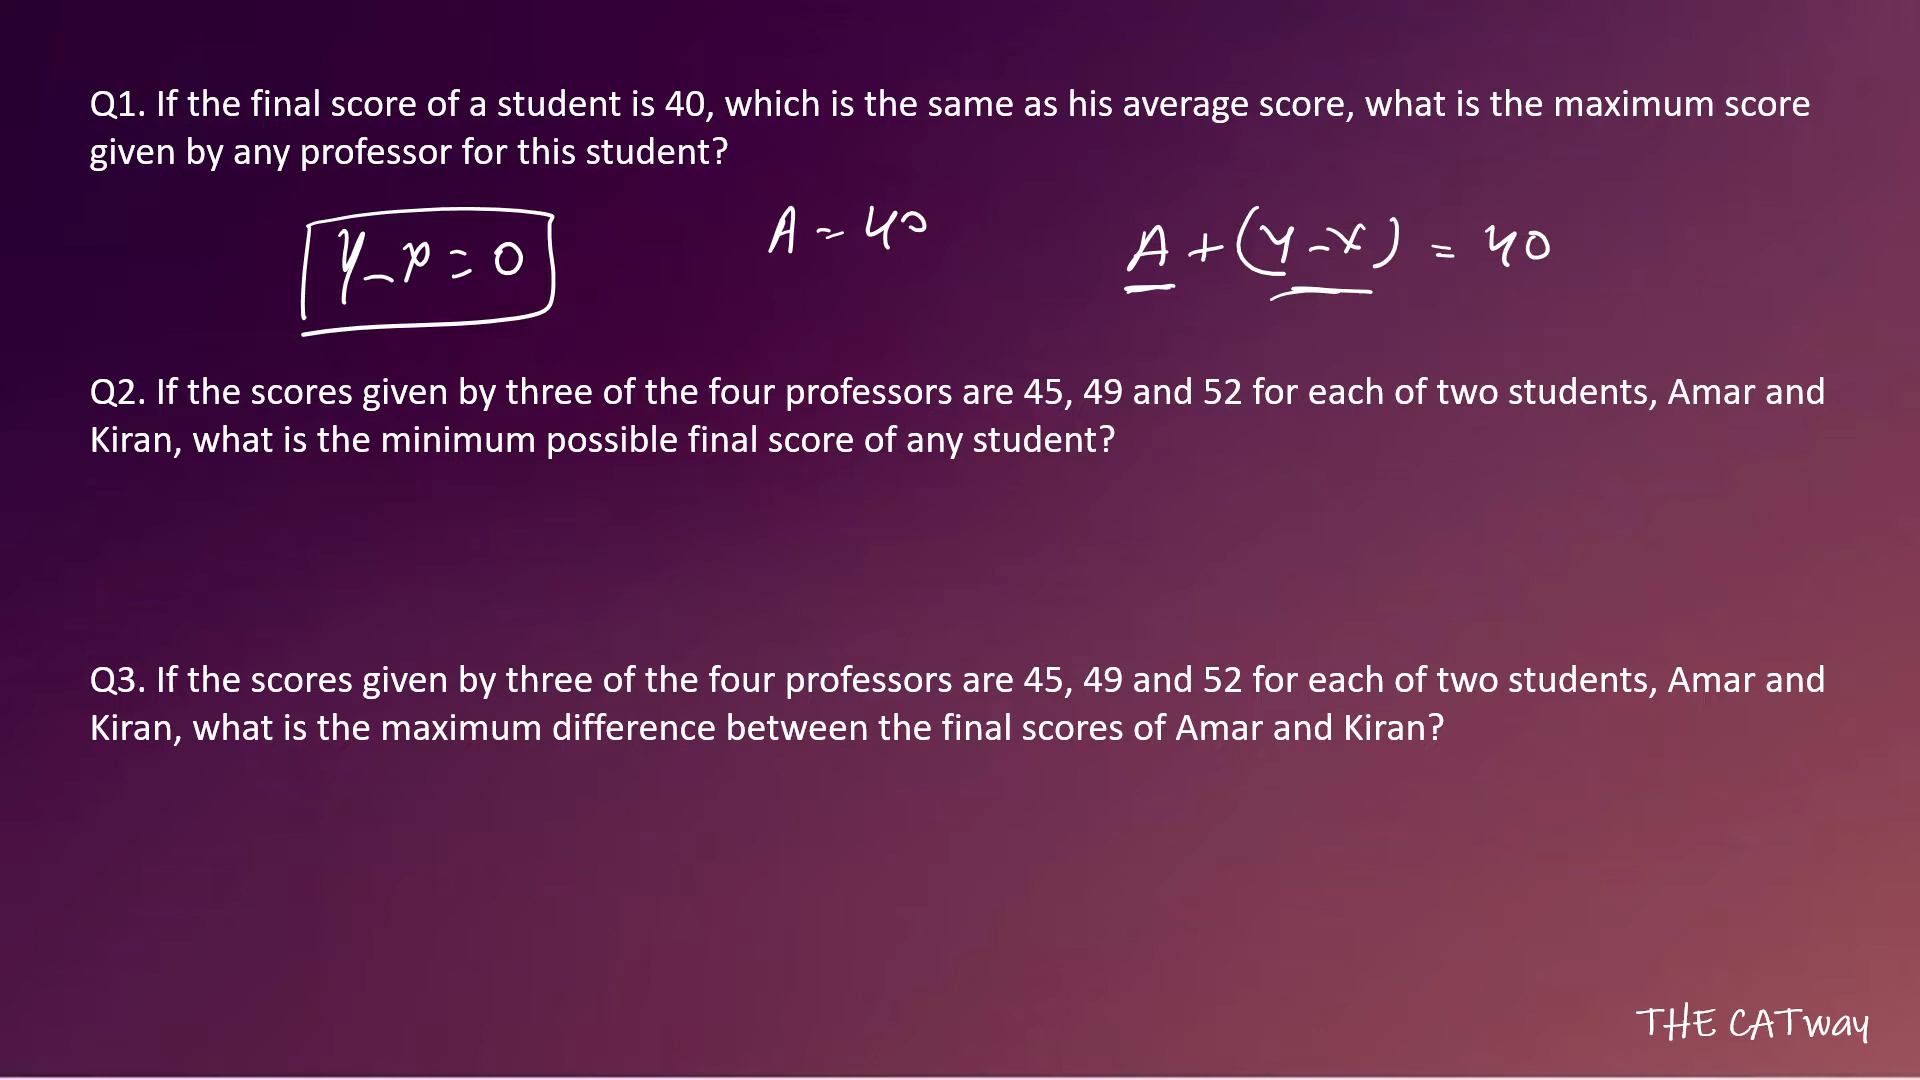 Q1. If the final score of a student is 40, which is the same as his average score, what is the maximum score
given by any professor for this student?
y - x = 0
A = 40
A + (y - x) = 40
Q2. If the scores given by three of the four professors are 45, 49 and 52 for each of two students, Amar and
Kiran, what is the minimum possible final score of any student?
Q3. If the scores given by three of the four professors are 45, 49 and 52 for each of two students, Amar and
Kiran, what is the maximum difference between the final scores of Amar and Kiran?
THE CATway